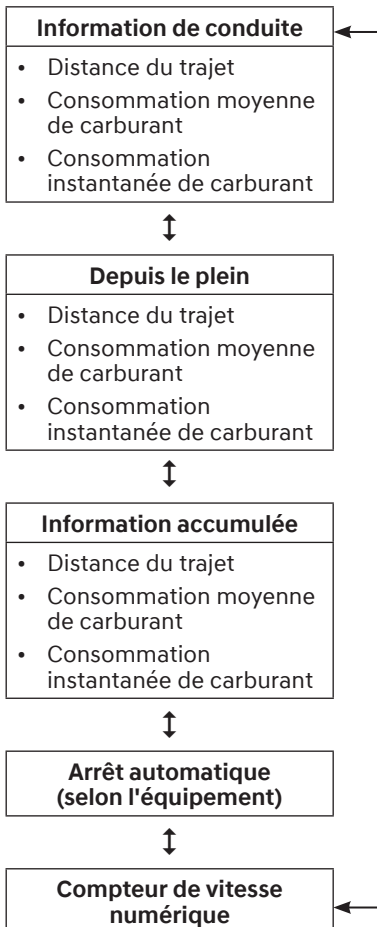 Information de conduite
• Distance du trajet
• Consommation moyenne
de carburant
• Consommation
instantanée de carburant
Depuis le plein
• Distance du trajet
• Consommation moyenne
de carburant
• Consommation
instantanée de carburant
Information accumulée
• Distance du trajet
• Consommation moyenne
de carburant
• Consommation
instantanée de carburant
Arrêt automatique
(selon l'équipement)
Compteur de vitesse
numérique